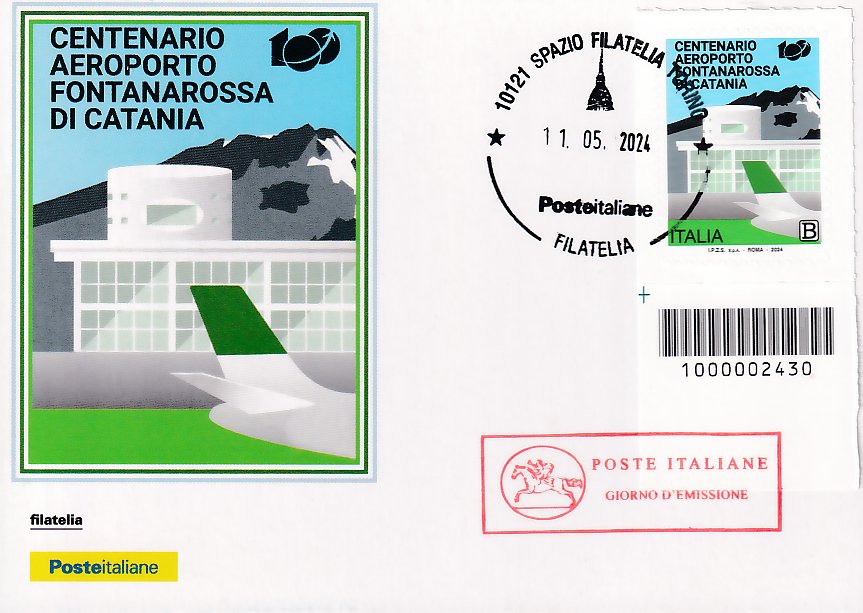 CENTENARIO
AEROPORTO
FONTANAROSSA
DI CATANIA
100
filatelia
Posteitaliane
10121 SPAZIO FILATELIA TORINO
11. 05. 2024
Posteitaliane
FILATELIA
CENTENARIO
AEROPORTO
FONTANAROSSA
DI CATANIA
100
ITALIA
B
I.P.Z.S. S.p.A. - ROMA - 2024
1000002430
POSTE ITALIANE
GIORNO D'EMISSIONE